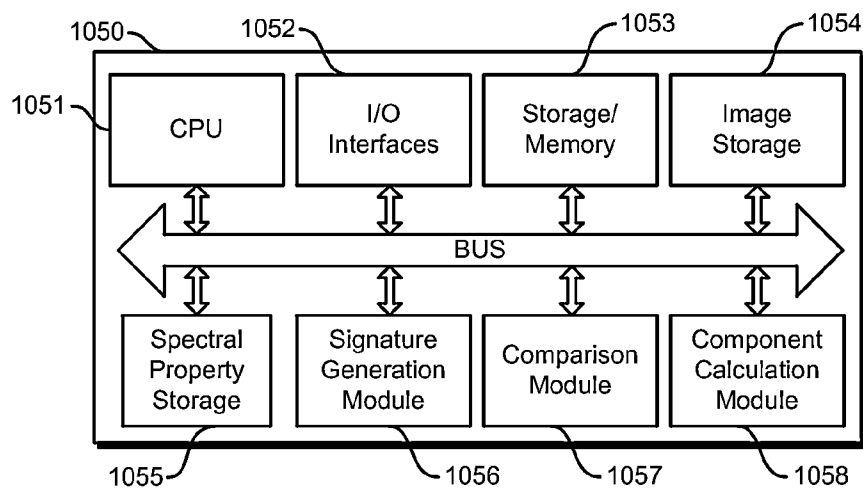 1050
1052
1053
1054
1051
CPU
I/O
Interfaces
Storage/
Memory
Image
Storage
BUS
Spectral
Property
Storage
Signature
Generation
Module
Comparison
Module
Component
Calculation
Module
1055
1056
1057
1058